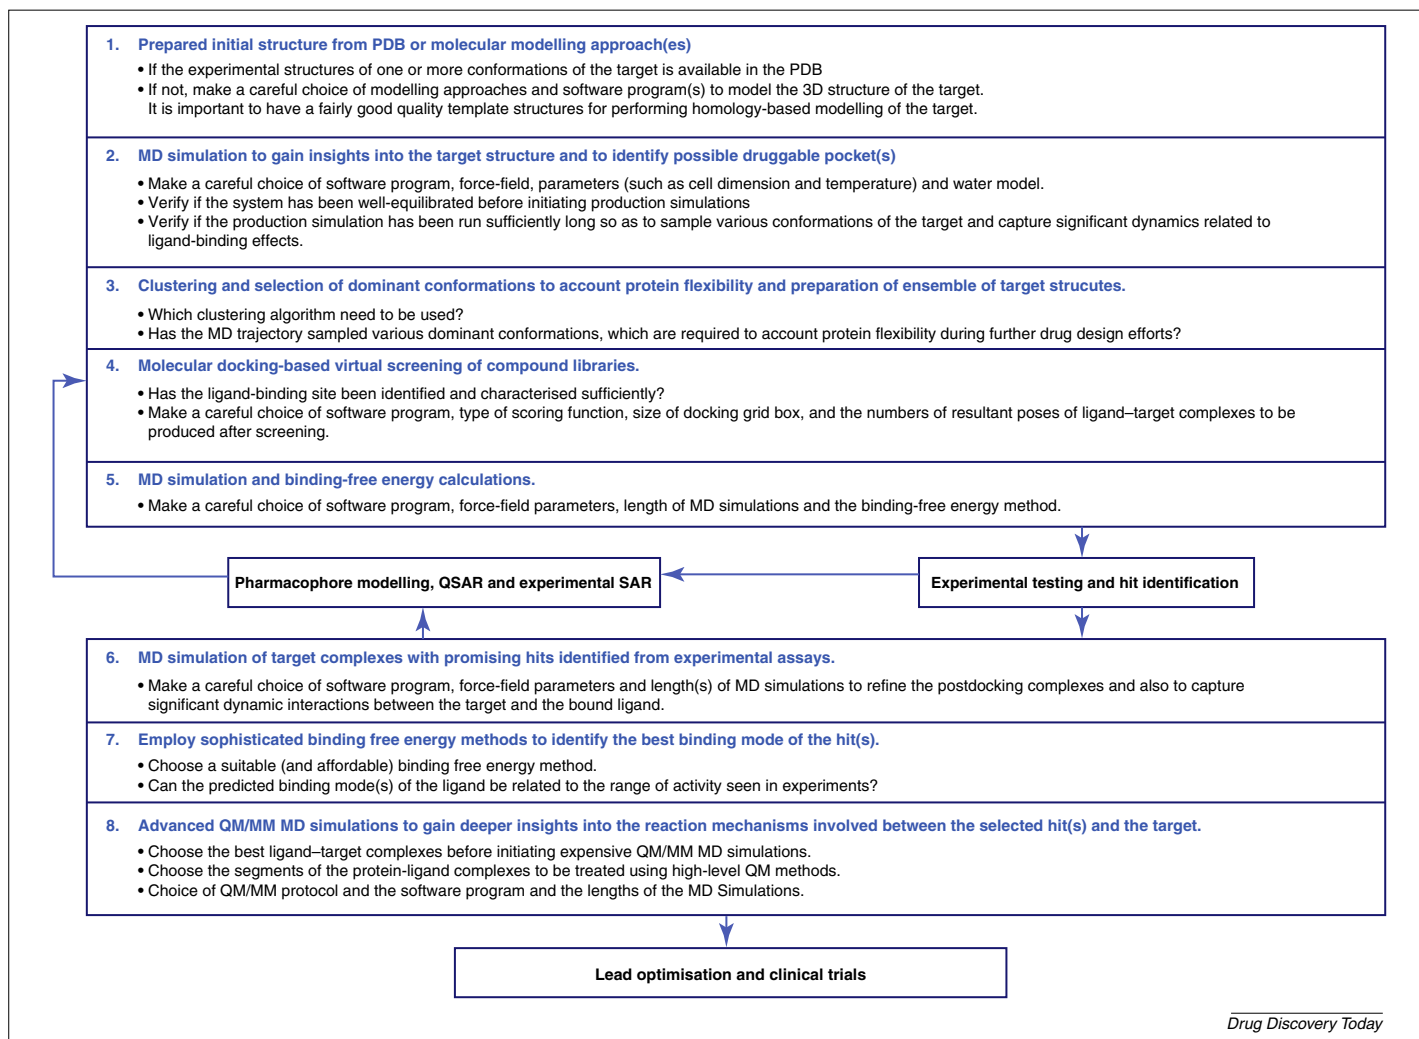 1. Prepared initial structure from PDB or molecular modelling approach(es)
• If the experimental structures of one or more conformations of the target is available in the PDB
• If not, make a careful choice of modelling approaches and software program(s) to model the 3D structure of the target.
It is important to have a fairly good quality template structures for performing homology-based modelling of the target.
2. MD simulation to gain insights into the target structure and to identify possible druggable pocket(s)
• Make a careful choice of software program, force-field, parameters (such as cell dimension and temperature) and water model.
• Verify if the system has been well-equilibrated before initiating production simulations
• Verify if the production simulation has been run sufficiently long so as to sample various conformations of the target and capture significant dynamics related to
ligand-binding effects.
3. Clustering and selection of dominant conformations to account protein flexibility and preparation of ensemble of target strucutes.
• Which clustering algorithm need to be used?
• Has the MD trajectory sampled various dominant conformations, which are required to account protein flexibility during further drug design efforts?
4. Molecular docking-based virtual screening of compound libraries.
• Has the ligand-binding site been identified and characterised sufficiently?
• Make a careful choice of software program, type of scoring function, size of docking grid box, and the numbers of resultant poses of ligand–target complexes to be
produced after screening.
5. MD simulation and binding-free energy calculations.
• Make a careful choice of software program, force-field parameters, length of MD simulations and the binding-free energy method.
Pharmacophore modelling, QSAR and experimental SAR
Experimental testing and hit identification
6. MD simulation of target complexes with promising hits identified from experimental assays.
• Make a careful choice of software program, force-field parameters and length(s) of MD simulations to refine the postdocking complexes and also to capture
significant dynamic interactions between the target and the bound ligand.
7. Employ sophisticated binding free energy methods to identify the best binding mode of the hit(s).
• Choose a suitable (and affordable) binding free energy method.
• Can the predicted binding mode(s) of the ligand be related to the range of activity seen in experiments?
8. Advanced QM/MM MD simulations to gain deeper insights into the reaction mechanisms involved between the selected hit(s) and the target.
• Choose the best ligand–target complexes before initiating expensive QM/MM MD simulations.
• Choose the segments of the protein-ligand complexes to be treated using high-level QM methods.
• Choice of QM/MM protocol and the software program and the lengths of the MD Simulations.
Lead optimisation and clinical trials
Drug Discovery Today